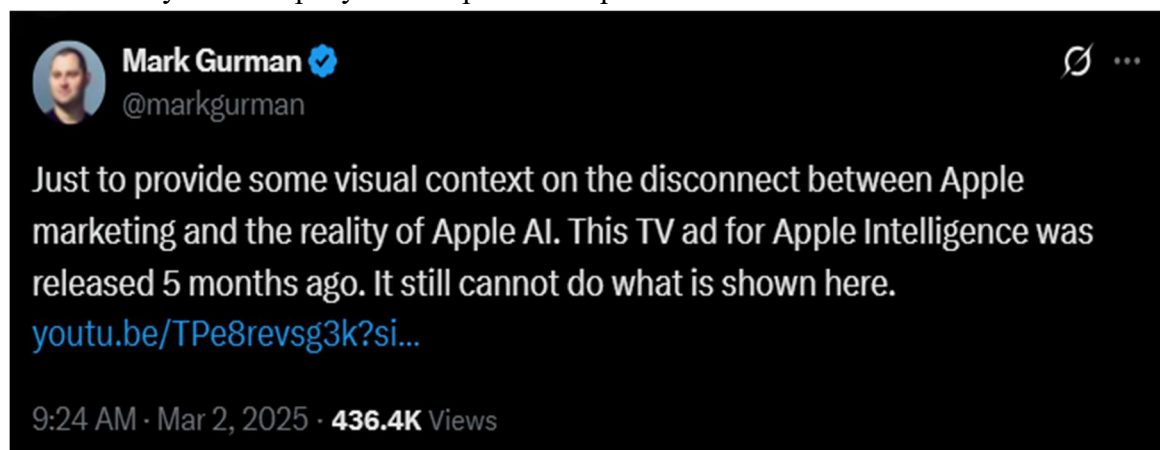 Mark Gurman
@markgurman
Just to provide some visual context on the disconnect between Apple
marketing and the reality of Apple AI. This TV ad for Apple Intelligence was
released 5 months ago. It still cannot do what is shown here.
youtu.be/TPe8revsg3k?si...
9:24 AM · Mar 2, 2025 · 436.4K Views